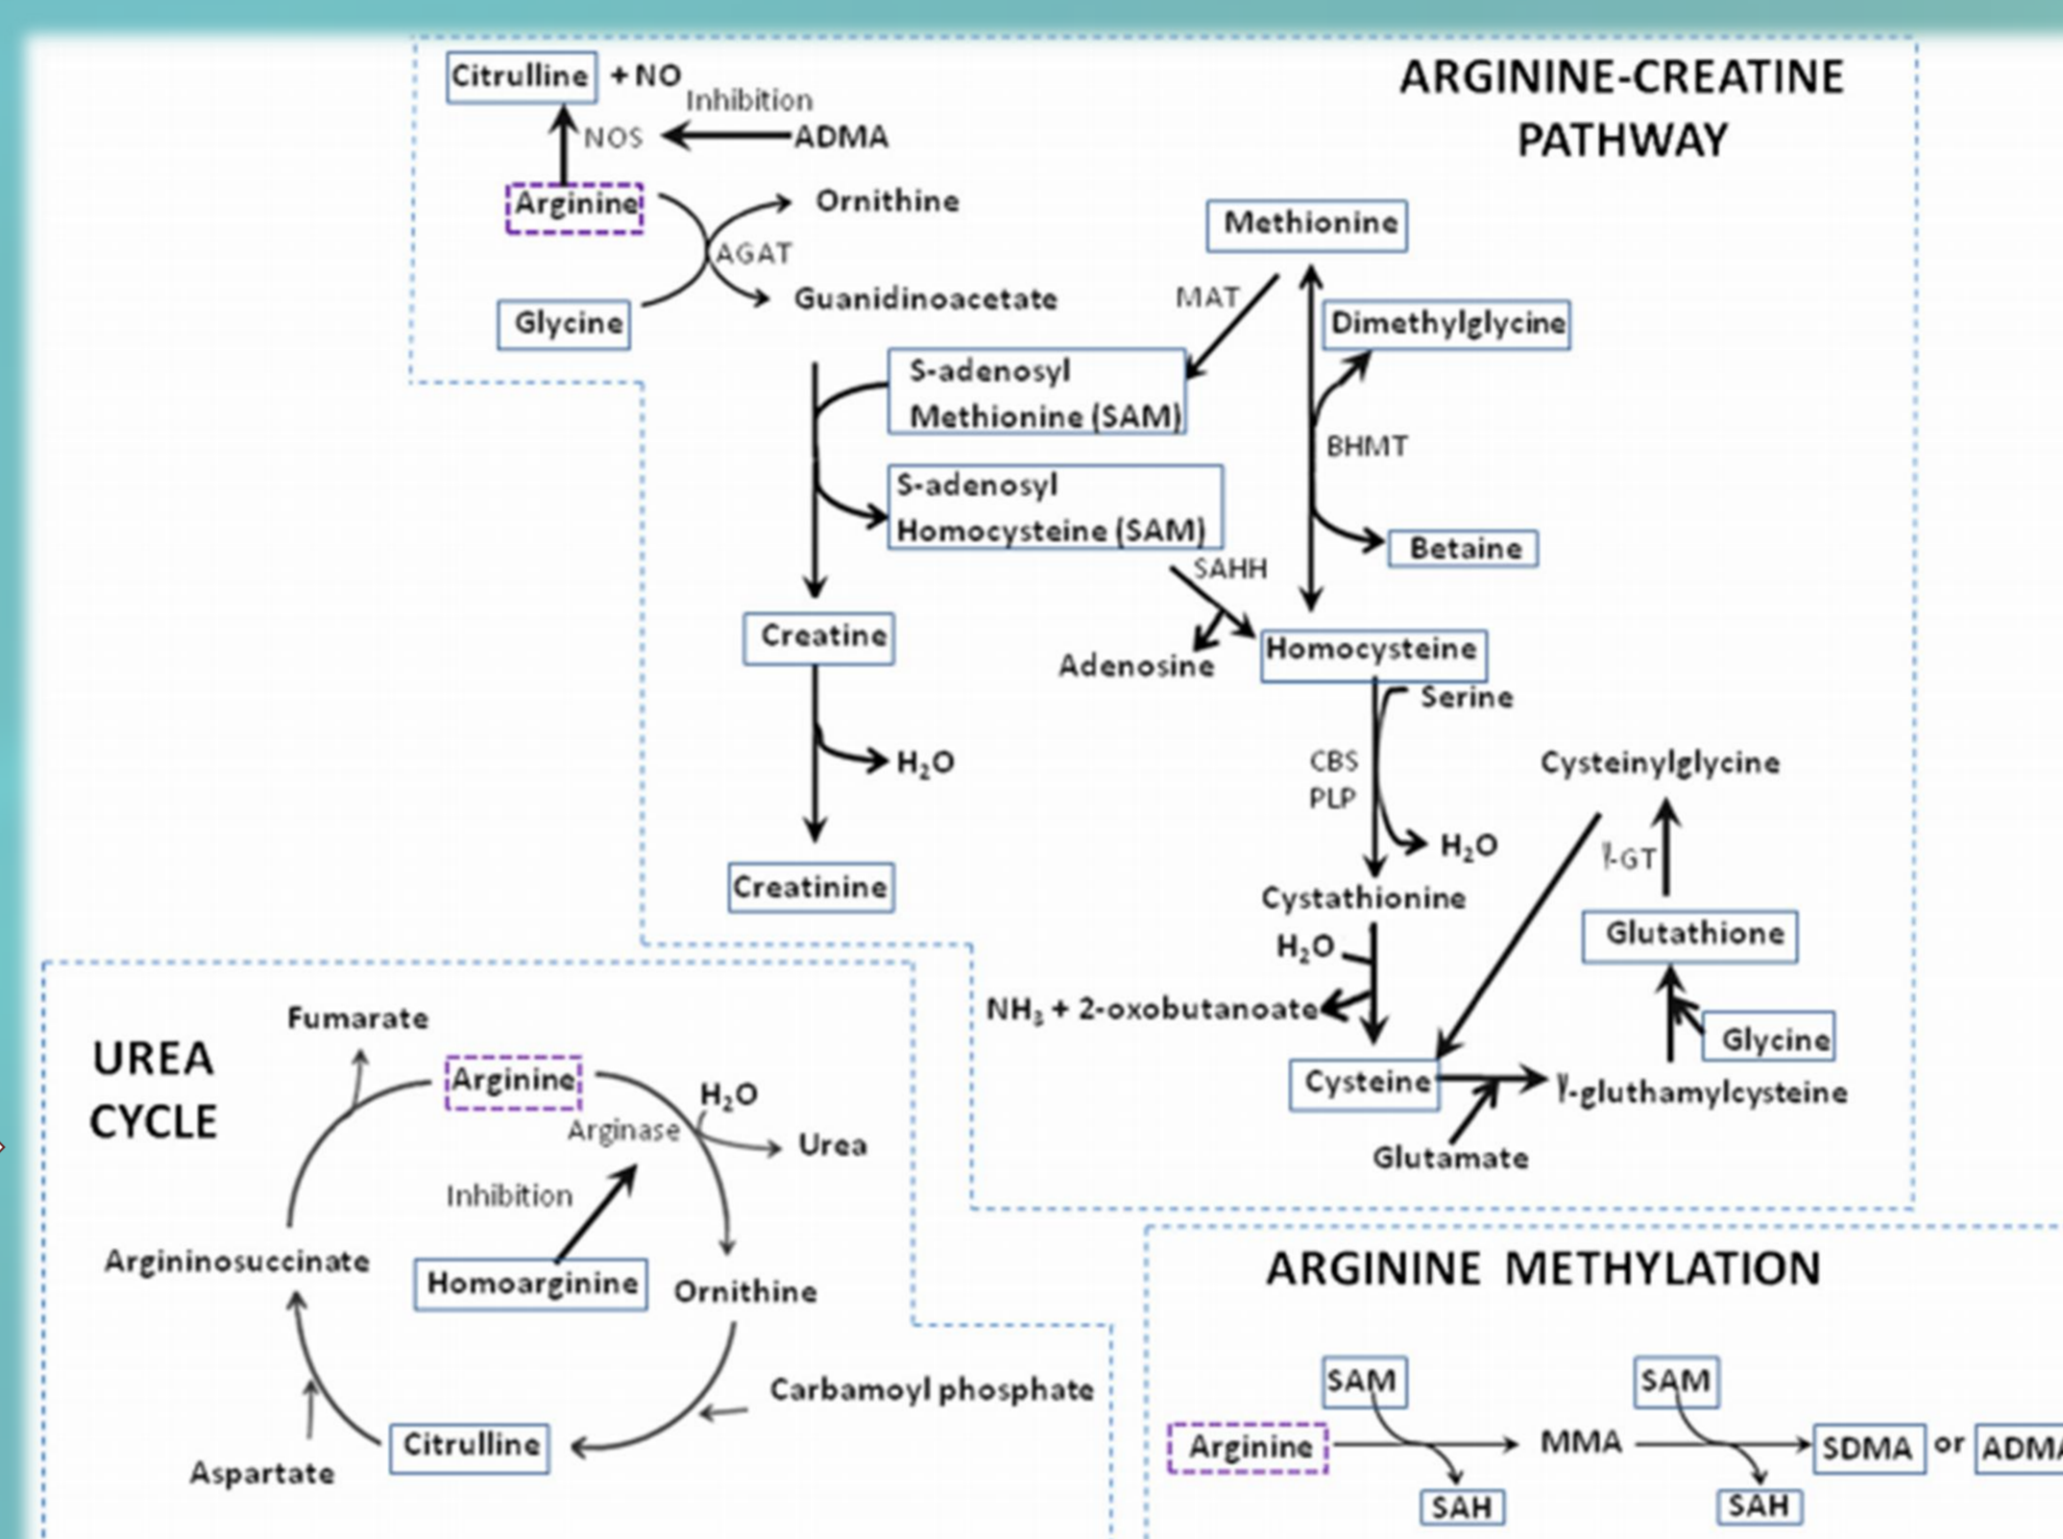 Citrulline + NO
Inhibition
NOS
ADMA
Arginine
Ornithine
AGAT
Guanidinoacetate
Glycine
ARGININE-CREATINE
PATHWAY
Methionine
MAT
Dimethylglycine
S-adenosyl
Methionine (SAM)
BHMT
S-adenosyl
Homocysteine (SAM)
Betaine
SAHH
Creatine
Adenosine
Homocysteine
Serine
H₂O
CBS
PLP
Cysteinylglycine
H₂O
γ-GT
Creatinine
Cystathionine
H₂O
Glutathione
NH₃ + 2-oxobutanoate
Glycine
Cysteine
γ-gluthamylcysteine
Glutamate
UREA
CYCLE
Fumarate
Arginine
H₂O
Arginase
Urea
Inhibition
Argininosuccinate
Homoarginine
Ornithine
Carbamoyl phosphate
Citrulline
Aspartate
ARGININE METHYLATION
SAM
SAM
Arginine
MMA
SDMA or ADMA
SAH
SAH